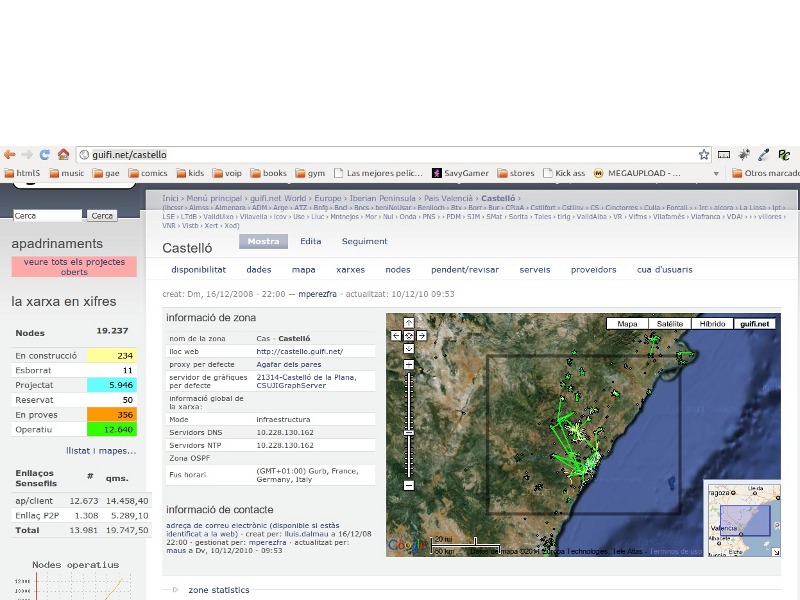 guifi.net/castello
html5 music gae comics kids voip books gym Las mejores pelíc... SavyGamer stores Kick ass MEGAUPLOAD - ... Otros marcado
Inici › Menú principal › guifi.net World › Europe › Iberian Peninsula › Pais Valencià › Castelló ›
VNR › Vistb › Xert › Xod)
Cerca Cerca
Castelló Mostra Edita Seguiment
disponibilitat dades mapa xarxes nodes pendent/revisar serveis proveïdors cua d'usuaris
creat: Dm, 16/12/2008 - 22:00 — mperezfra - actualitzat: 10/12/10 09:53
apadrinaments
veure tots els projectes
oberts
la xarxa en xifres
Nodes 19.237
En construcció 234
Esborrat 11
Projectat 5.946
Reservat 50
En proves 356
Operatiu 12.640
llistat i mapes...
Enllaços
Sensefils # qms.
ap/client 12.673 14.458,40
Enllaç P2P 1.308 5.289,10
Total 13.981 19.747,50
Nodes operatius
12000
10000
informació de zona
nom de la zona Cas - Castelló
lloc web http://castello.guifi.net/
proxy per defecte Agafar dels pares
servidor de gràfiques
per defecte
21314-Castelló de la Plana,
CSUJIGraphServer
informació global de
la xarxa:
Mode infraestructura
Servidors DNS 10.228.130.162
Servidors NTP 10.228.130.162
Zona OSPF
Fus horari
(GMT+01:00) Gurb, France,
Germany, Italy
informació de contacte
adreça de correu electrònic (disponible si estàs
identificat a la web) · creat per: lluis.dalmau a 16/12/08
22:00 · gestionat per: mperezfra · actualitzat per:
maus a Dv, 10/12/2010 - 09:53
zone statistics
Mapa Satélite Híbrido guifi.net
Google
20 mi
50 km
Europa Technologies, Tele Atlas - Términos de uso
ragoza Lleida
Valencia
Albacete
Elche